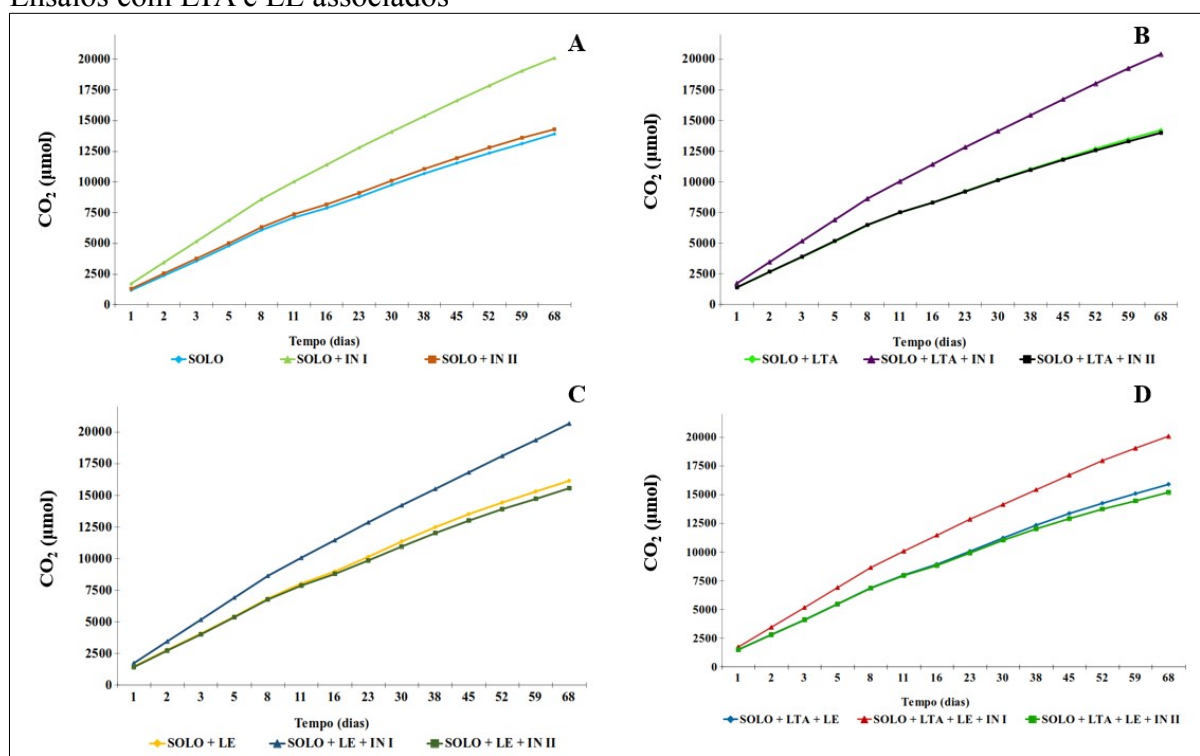 Ensaios com LTA e LE associados
A
CO2 (µmol)
20000
17500
15000
12500
10000
7500
5000
2500
0
1 2 3 5 8 11 16 23 30 38 45 52 59 68
Tempo (dias)
SOLO SOLO + IN I SOLO + IN II
B
CO2 (µmol)
20000
17500
15000
12500
10000
7500
5000
2500
0
1 2 3 5 8 11 16 23 30 38 45 52 59 68
Tempo (dias)
SOLO + LTA SOLO + LTA + IN I SOLO + LTA + IN II
C
CO2 (µmol)
20000
17500
15000
12500
10000
7500
5000
2500
0
1 2 3 5 8 11 16 23 30 38 45 52 59 68
Tempo (dias)
SOLO + LE SOLO + LE + IN I SOLO + LE + IN II
D
CO2 (µmol)
20000
17500
15000
12500
10000
7500
5000
2500
0
1 2 3 5 8 11 16 23 30 38 45 52 59 68
Tempo (dias)
SOLO + LTA + LE SOLO + LTA + LE + IN I SOLO + LTA + LE + IN II